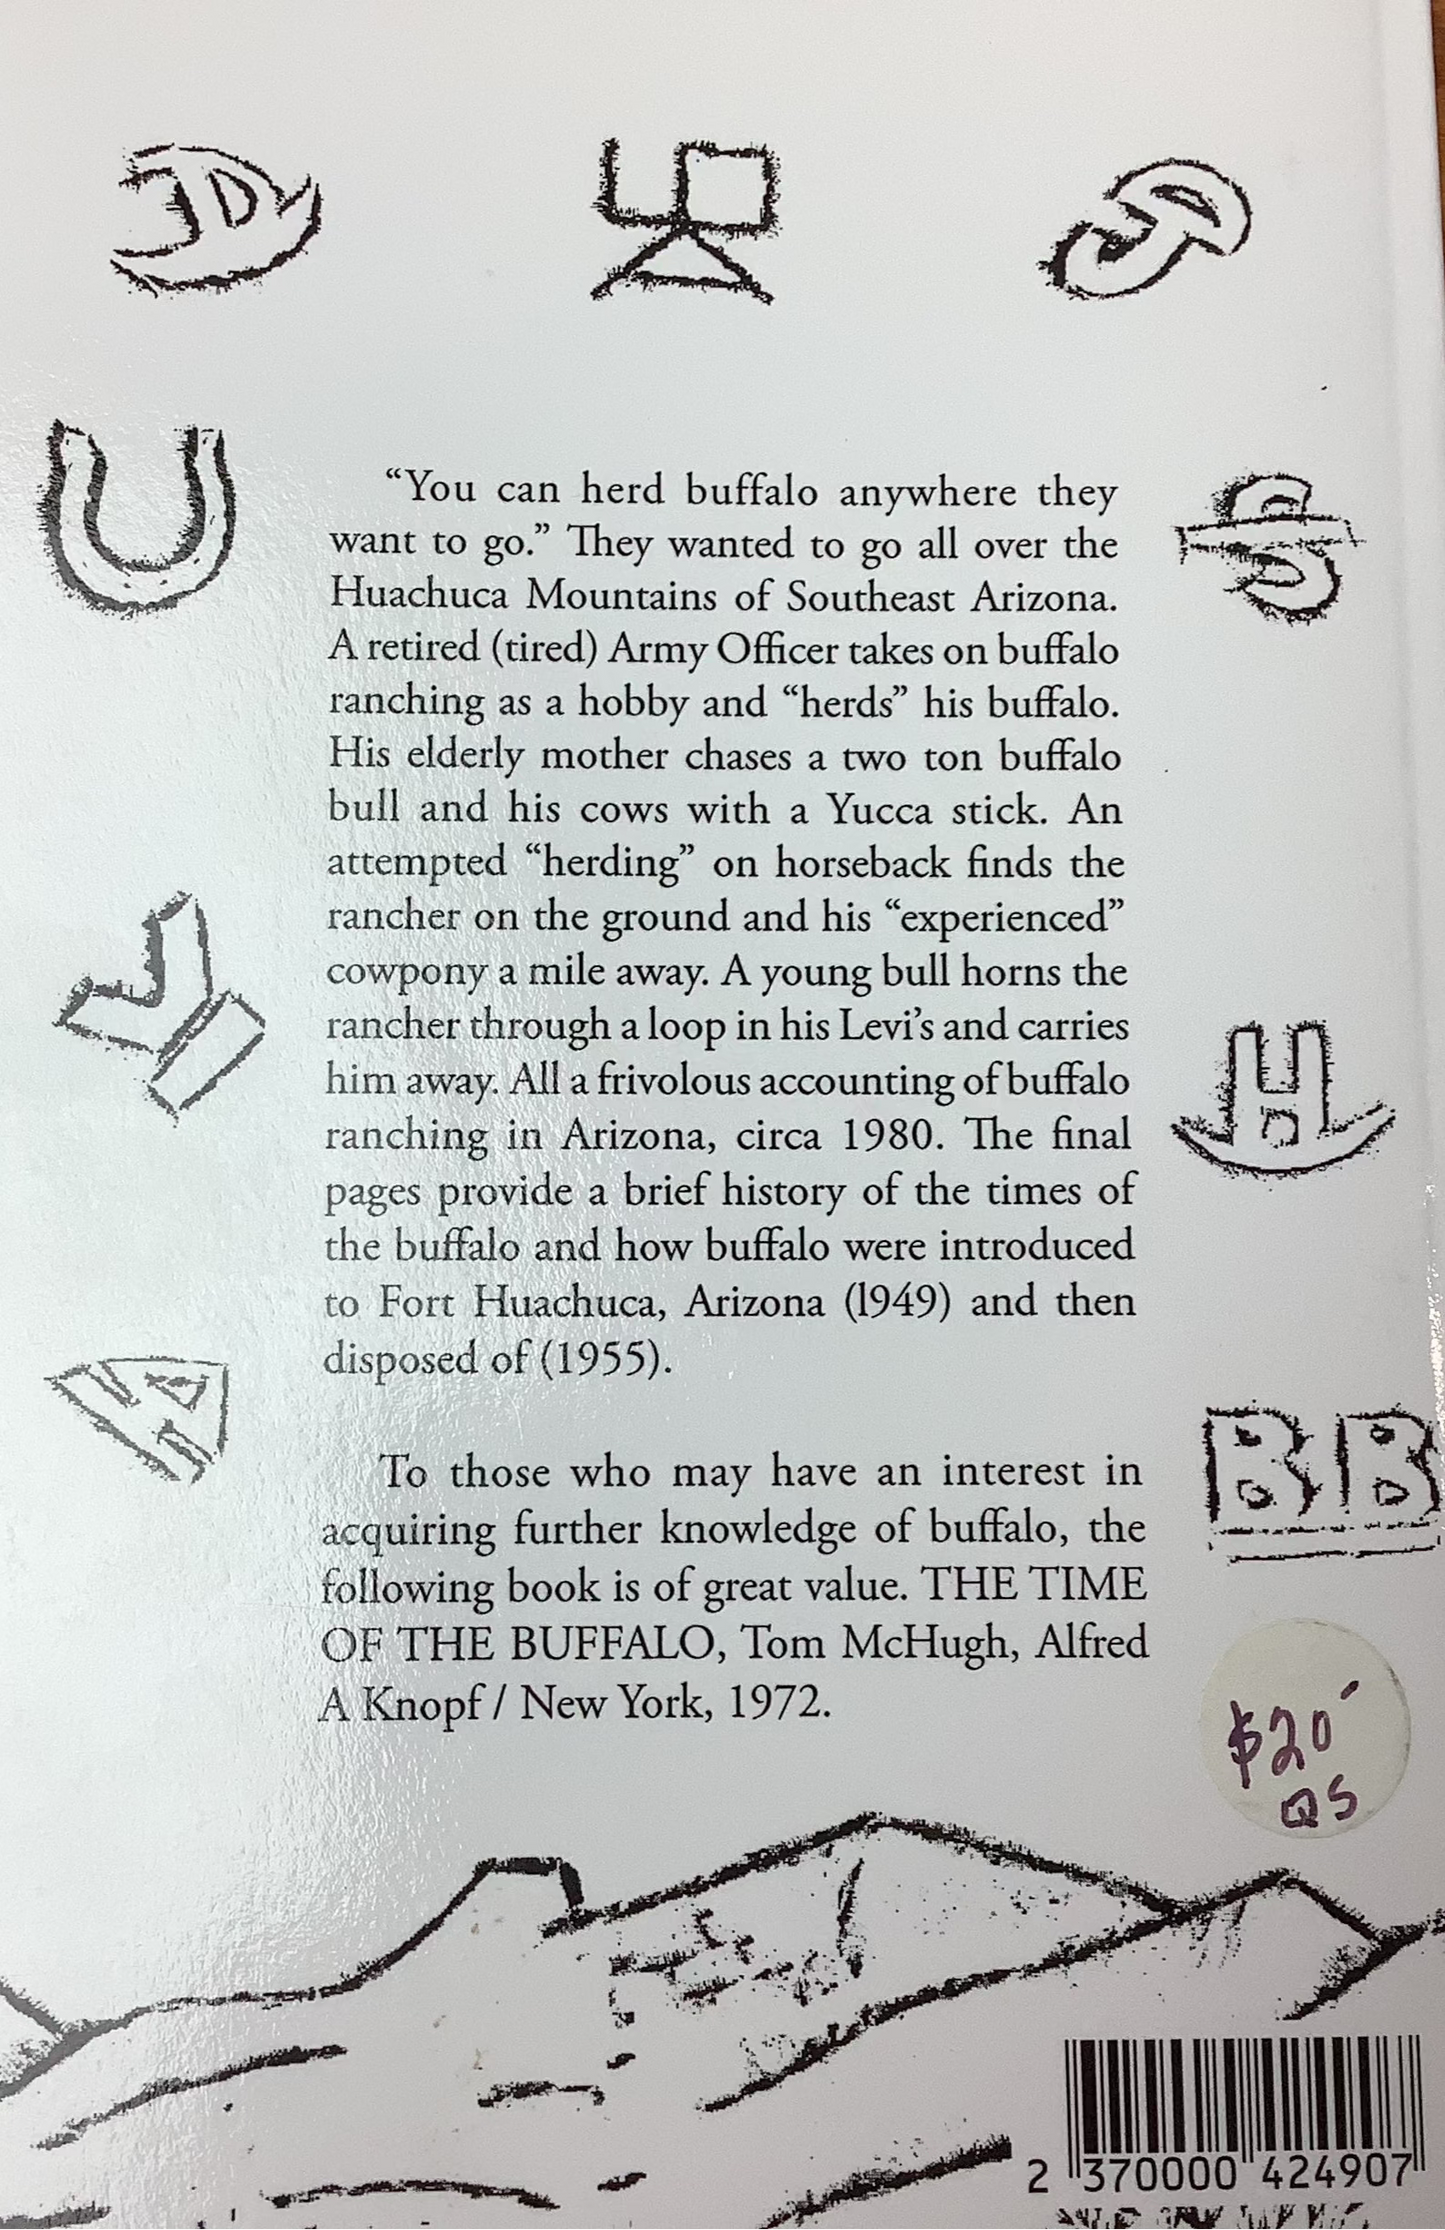 “You can herd buffalo anywhere they
want to go.” They wanted to go all over the
Huachuca Mountains of Southeast Arizona.
A retired (tired) Army Officer takes on buffalo
ranching as a hobby and “herds” his buffalo.
His elderly mother chases a two ton buffalo
bull and his cows with a Yucca stick. An
attempted “herding” on horseback finds the
rancher on the ground and his “experienced”
cowpony a mile away. A young bull horns the
rancher through a loop in his Levi’s and carries
him away. All a frivolous accounting of buffalo
ranching in Arizona, circa 1980. The final
pages provide a brief history of the times of
the buffalo and how buffalo were introduced
to Fort Huachuca, Arizona (l949) and then
disposed of (1955).
To those who may have an interest in
acquiring further knowledge of buffalo, the
following book is of great value. THE TIME
OF THE BUFFALO, Tom McHugh, Alfred
A Knopf / New York, 1972.
BB
$20
QS
2 370000 424907